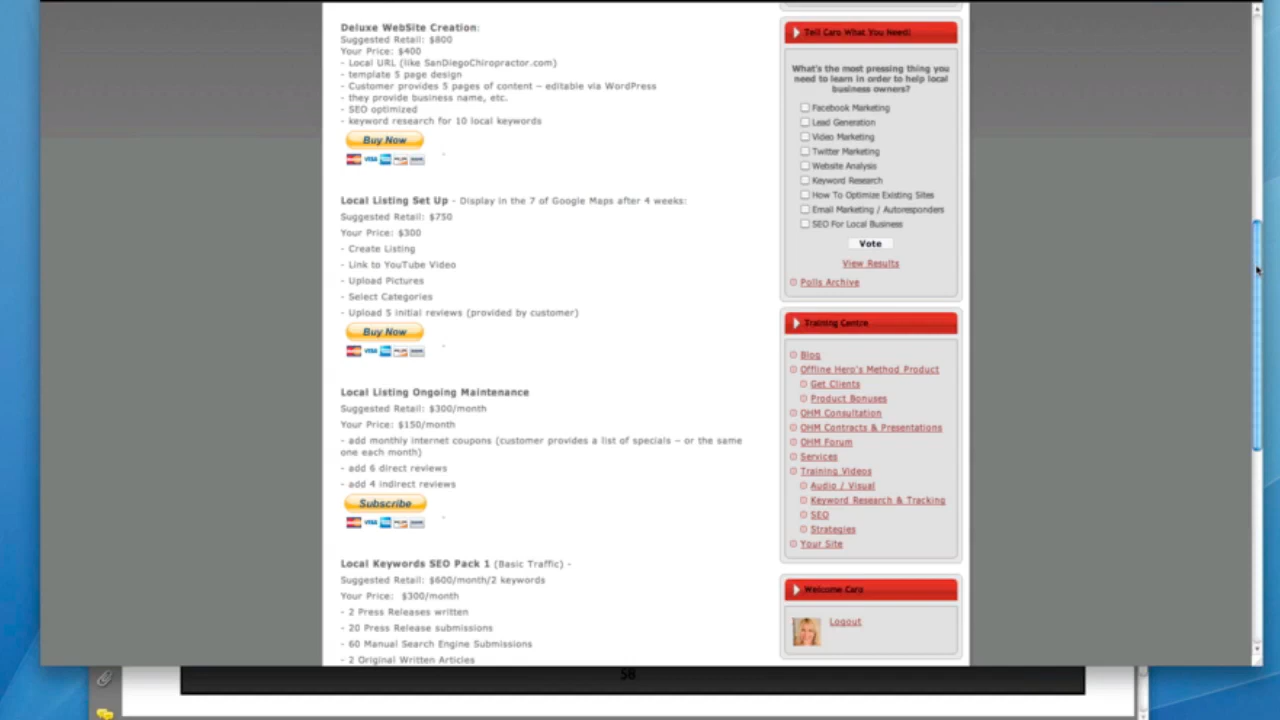 Deluxe WebSite Creation:
Suggested Retail: $800
Your Price: $400
- Local URL (like SanDiegoChiropractor.com)
- template 5 page design
- Customer provides 5 pages of content – editable via WordPress
- they provide business name, etc.
- SEO optimized
- keyword research for 10 local keywords
Buy Now
Local Listing Set Up - Display in the 7 of Google Maps after 4 weeks:
Suggested Retail: $750
Your Price: $300
- Create Listing
- Link to YouTube Video
- Upload Pictures
- Select Categories
- Upload 5 initial reviews (provided by customer)
Buy Now
Local Listing Ongoing Maintenance
Suggested Retail: $300/month
Your Price: $150/month
- add monthly internet coupons (customer provides a list of specials – or the same
one each month)
- add 6 direct reviews
- add 4 indirect reviews
Subscribe
Local Keywords SEO Pack 1 (Basic Traffic) -
Suggested Retail: $600/month/2 keywords
Your Price: $300/month
- 2 Press Releases written
- 20 Press Release submissions
- 60 Manual Search Engine Submissions
- 2 Original Written Articles
Tell Caro What You Need!
What's the most pressing thing you
need to learn in order to help local
business owners?
Facebook Marketing
Lead Generation
Video Marketing
Twitter Marketing
Website Analysis
Keyword Research
How To Optimize Existing Sites
Email Marketing / Autoresponders
SEO For Local Business
Vote
View Results
Polls Archive
Training Centre
Blog
Offline Hero's Method Product
Get Clients
Product Bonuses
OHM Consultation
OHM Contracts & Presentations
OHM Forum
Services
Training Videos
Audio / Visual
Keyword Research & Tracking
SEO
Strategies
Your Site
Welcome Caro
Logout
58